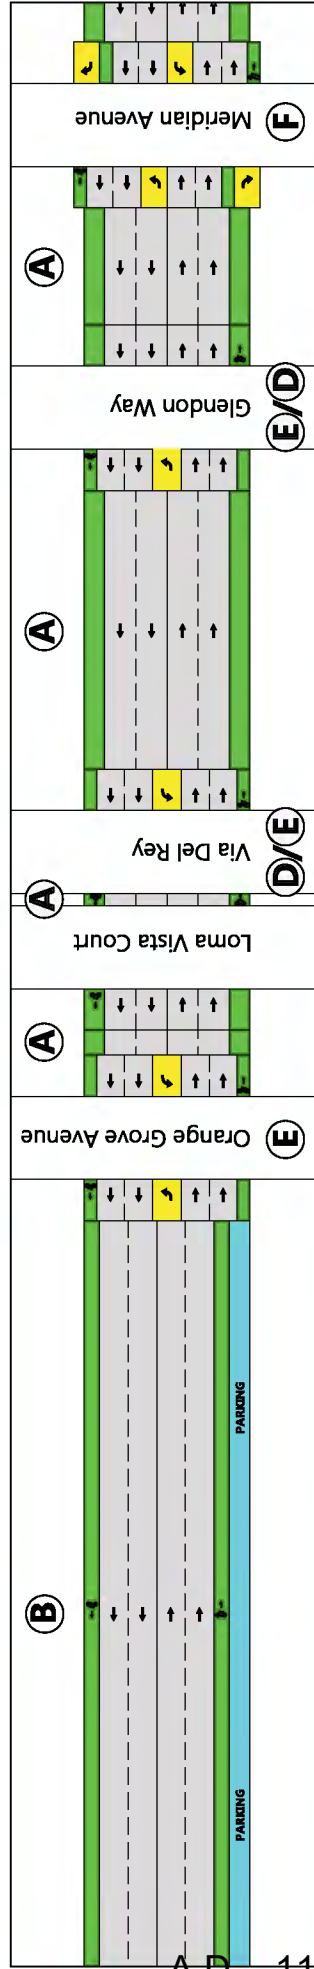 Meridian Avenue
F
A
Glendon Way
E/D
A
Via Del Rey
D/E
A
Loma Vista Court
A
Orange Grove Avenue
E
PARKING
B
PARKING